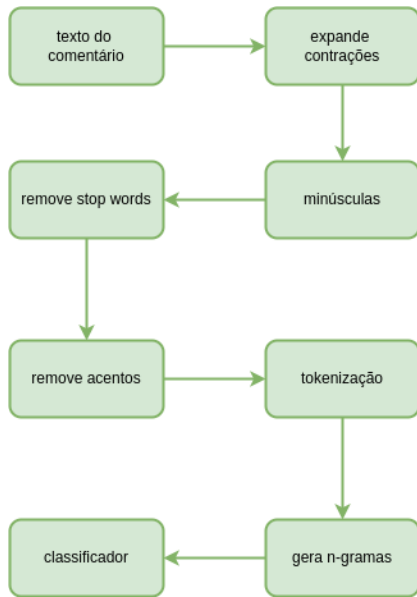 texto do
comentário
expande
contrações
minúsculas
remove stop words
remove acentos
tokenização
gera n-gramas
classificador